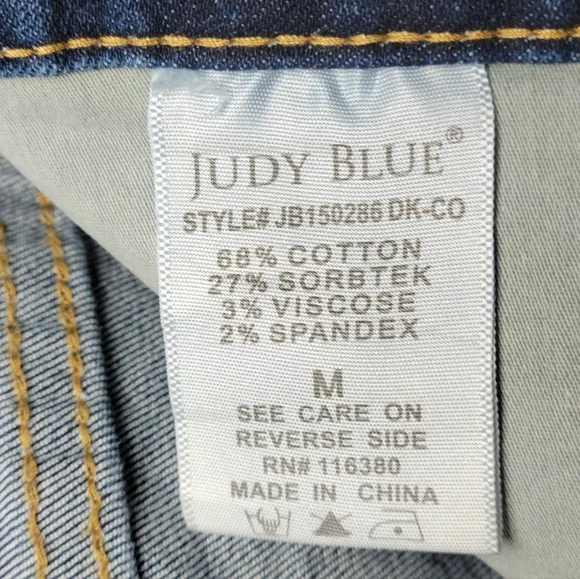 JUDY BLUE®
STYLE# JB150286 DK-CO
68% COTTON
27% SORBTEK
3% VISCOSE
2% SPANDEX
M
SEE CARE ON
REVERSE SIDE
RN# 116380
MADE IN CHINA